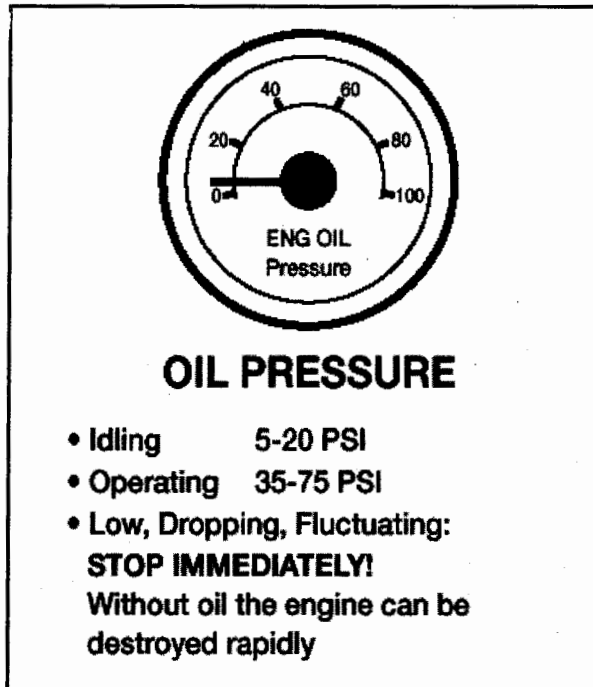 40 60
20 80
0 100
ENG OIL
Pressure
OIL PRESSURE
• Idling 5-20 PSI
• Operating 35-75 PSI
• Low, Dropping, Fluctuating:
STOP IMMEDIATELY!
Without oil the engine can be
destroyed rapidly